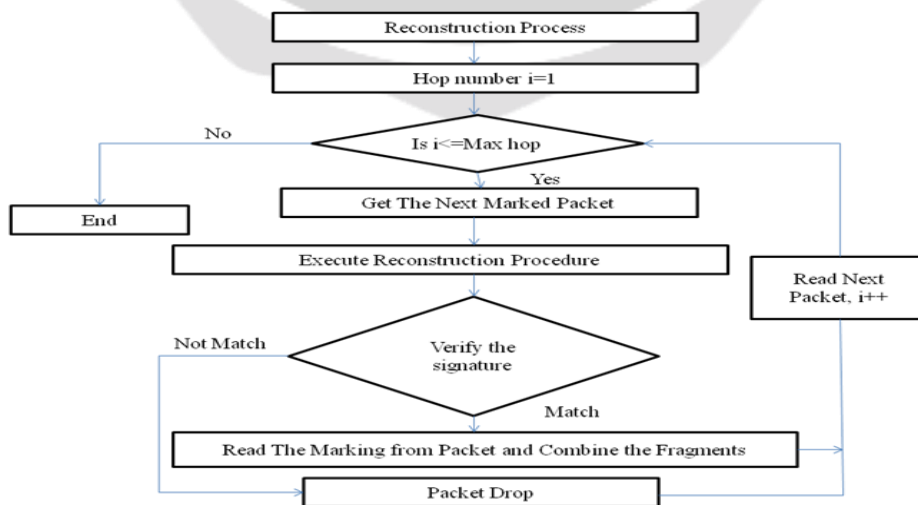 Reconstruction Process
Hop number i=1
No
Is i<=Max hop
Yes
Get The Next Marked Packet
End
Execute Reconstruction Procedure
Read Next
Packet, i++
Not Match
Verify the
signature
Match
Read The Marking from Packet and Combine the Fragments
Packet Drop